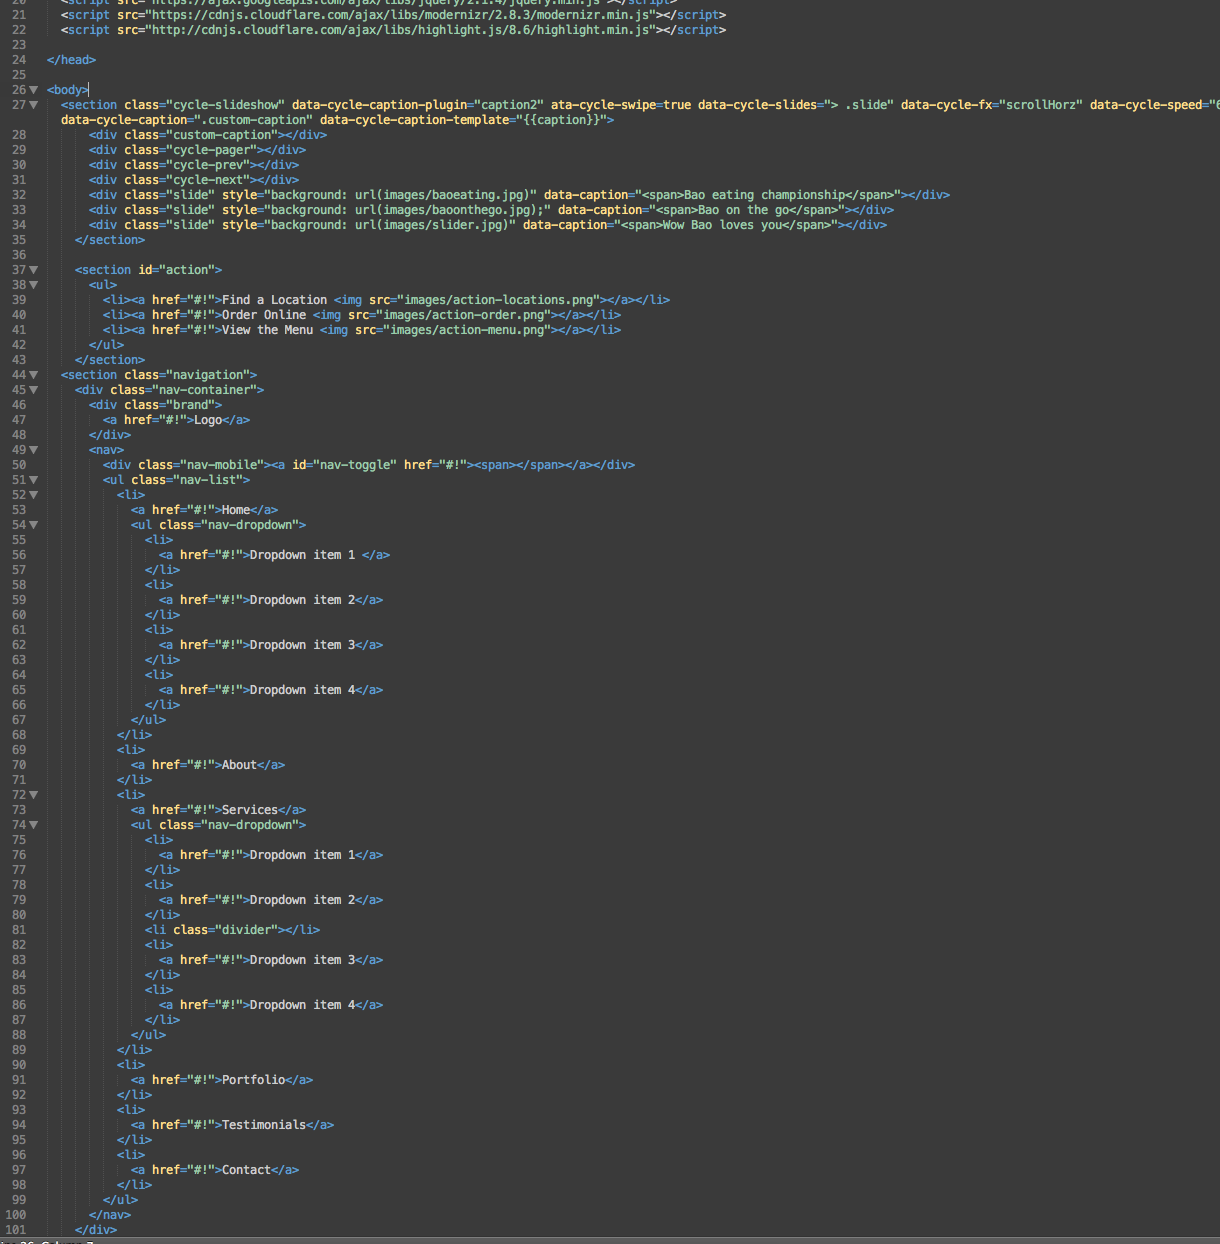 20 <script src="https://ajax.googleapis.com/ajax/libs/jquery/2.1.4/jquery.min.js"></script>
21 <script src="https://cdnjs.cloudflare.com/ajax/libs/modernizr/2.8.3/modernizr.min.js"></script>
22 <script src="http://cdnjs.cloudflare.com/ajax/libs/highlight.js/8.6/highlight.min.js"></script>
23
24 </head>
25
26 <body>
27 <section class="cycle-slideshow" data-cycle-caption-plugin="caption2" ata-cycle-swipe=true data-cycle-slides="> .slide" data-cycle-fx="scrollHorz" data-cycle-speed="
data-cycle-caption=".custom-caption" data-cycle-caption-template="{{caption}}">
28 <div class="custom-caption"></div>
29 <div class="cycle-pager"></div>
30 <div class="cycle-prev"></div>
31 <div class="cycle-next"></div>
32 <div class="slide" style="background: url(images/baoeating.jpg)" data-caption="<span>Bao eating championship</span>"></div>
33 <div class="slide" style="background: url(images/baoonthego.jpg);" data-caption="<span>Bao on the go</span>"></div>
34 <div class="slide" style="background: url(images/slider.jpg)" data-caption="<span>Wow Bao loves you</span>"></div>
35 </section>
36
37 <section id="action">
38 <ul>
39 <li><a href="#!">Find a Location <img src="images/action-locations.png"></a></li>
40 <li><a href="#!">Order Online <img src="images/action-order.png"></a></li>
41 <li><a href="#!">View the Menu <img src="images/action-menu.png"></a></li>
42 </ul>
43 </section>
44 <section class="navigation">
45 <div class="nav-container">
46 <div class="brand">
47 <a href="#!">Logo</a>
48 </div>
49 <nav>
50 <div class="nav-mobile"><a id="nav-toggle" href="#!"><span></span></a></div>
51 <ul class="nav-list">
52 <li>
53 <a href="#!">Home</a>
54 <ul class="nav-dropdown">
55 <li>
56 <a href="#!">Dropdown item 1 </a>
57 </li>
58 <li>
59 <a href="#!">Dropdown item 2</a>
60 </li>
61 <li>
62 <a href="#!">Dropdown item 3</a>
63 </li>
64 <li>
65 <a href="#!">Dropdown item 4</a>
66 </li>
67 </ul>
68 </li>
69 <li>
70 <a href="#!">About</a>
71 </li>
72 <li>
73 <a href="#!">Services</a>
74 <ul class="nav-dropdown">
75 <li>
76 <a href="#!">Dropdown item 1</a>
77 </li>
78 <li>
79 <a href="#!">Dropdown item 2</a>
80 </li>
81 <li class="divider"></li>
82 <li>
83 <a href="#!">Dropdown item 3</a>
84 </li>
85 <li>
86 <a href="#!">Dropdown item 4</a>
87 </li>
88 </ul>
89 </li>
90 <li>
91 <a href="#!">Portfolio</a>
92 </li>
93 <li>
94 <a href="#!">Testimonials</a>
95 </li>
96 <li>
97 <a href="#!">Contact</a>
98 </li>
99 </ul>
100 </nav>
101 </div>